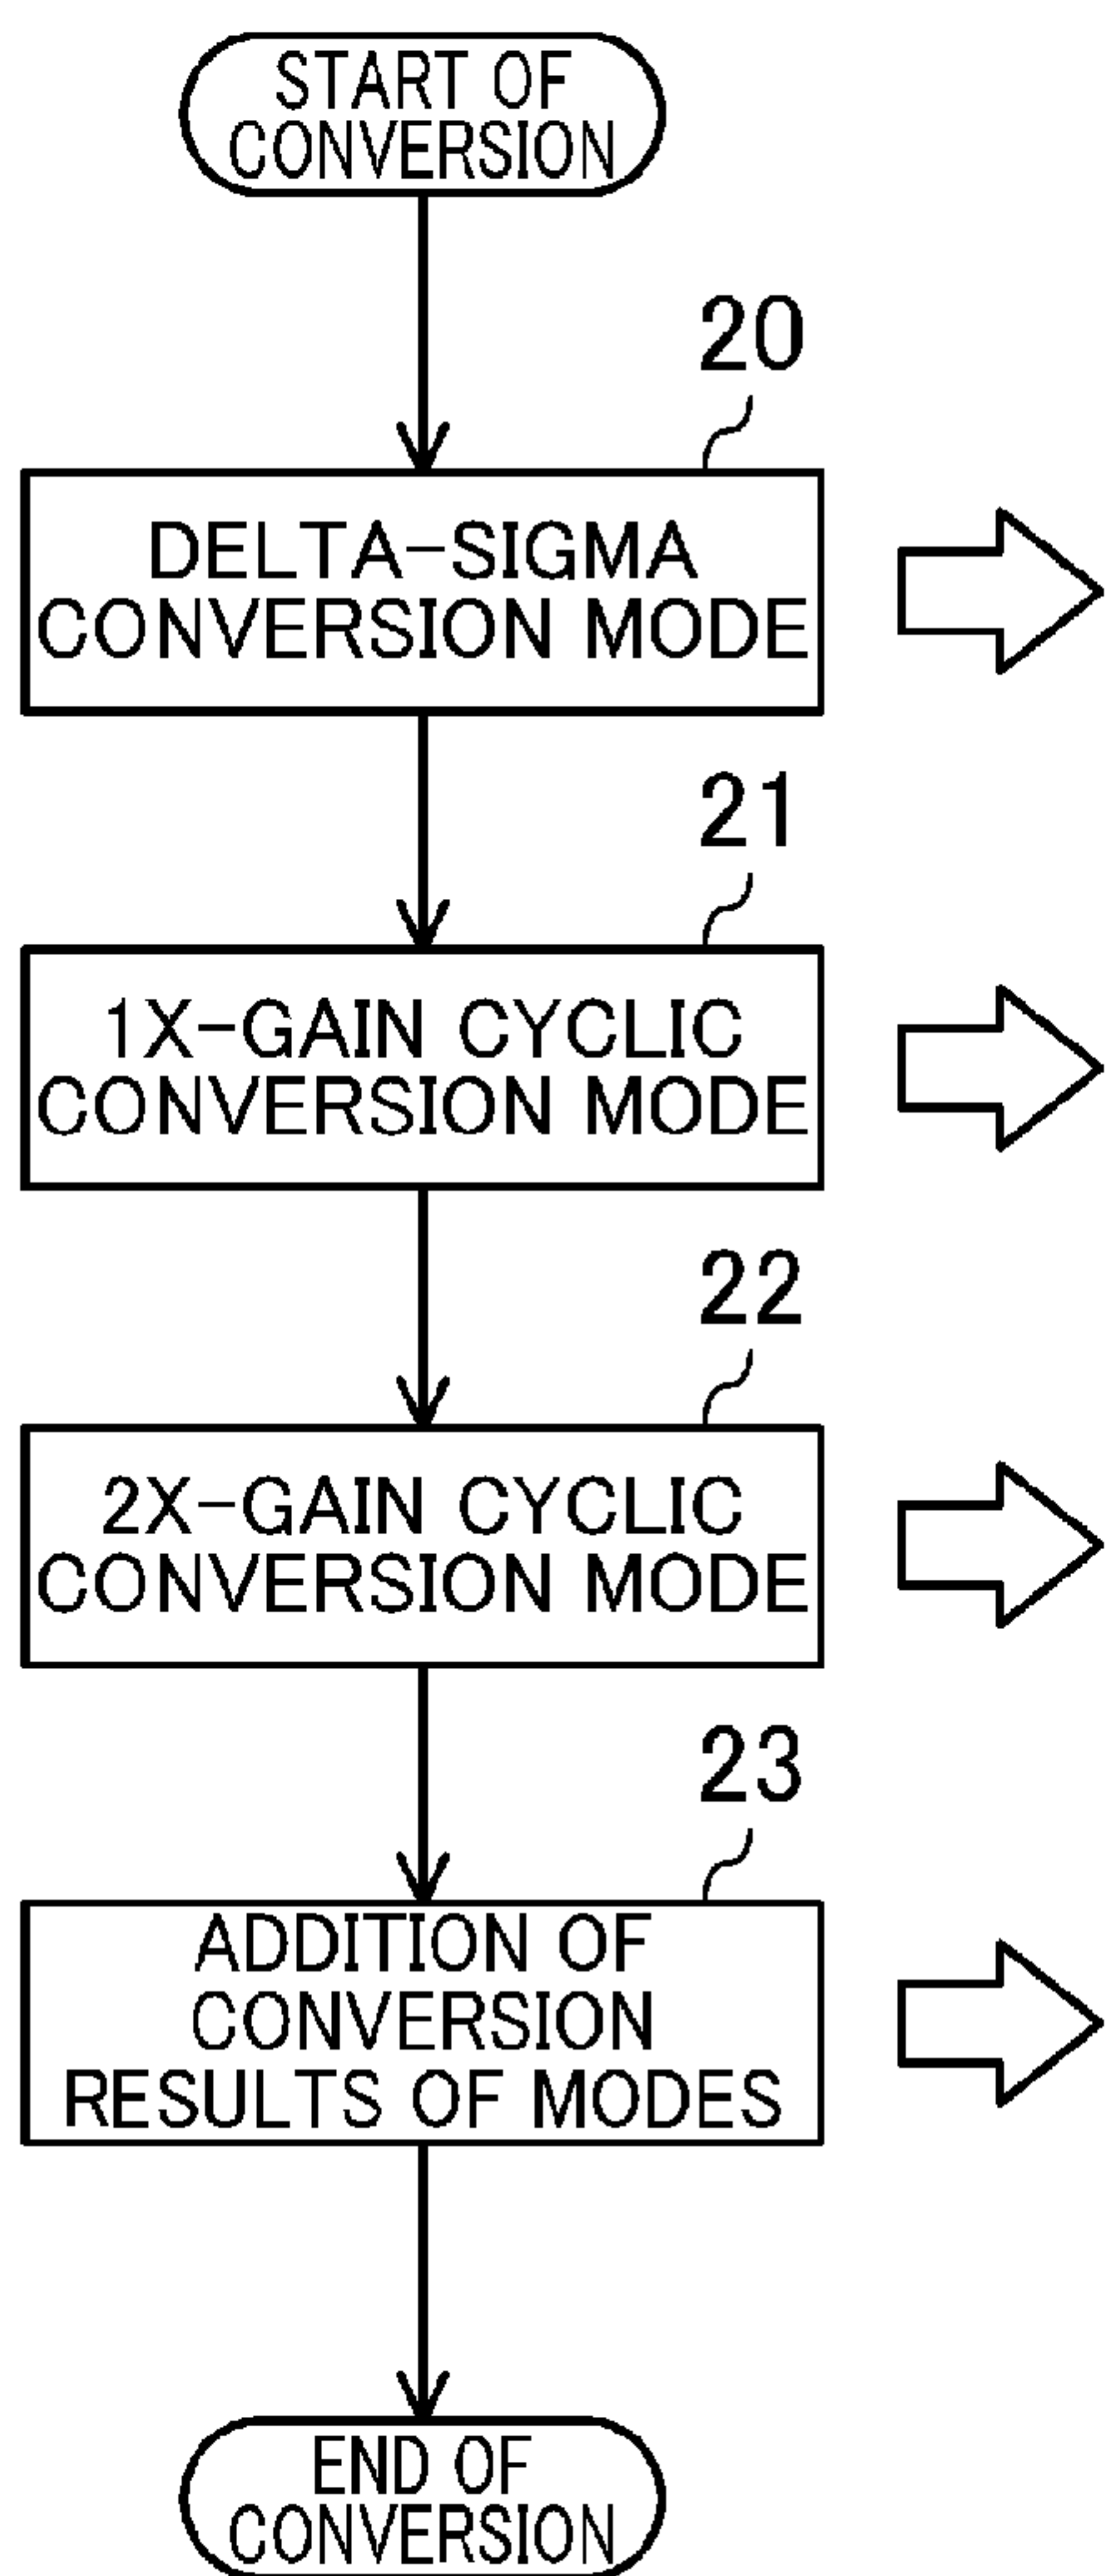 START OF
CONVERSION
20
DELTA-SIGMA
CONVERSION MODE
21
1X-GAIN CYCLIC
CONVERSION MODE
22
2X-GAIN CYCLIC
CONVERSION MODE
23
ADDITION OF
CONVERSION
RESULTS OF MODES
END OF
CONVERSION